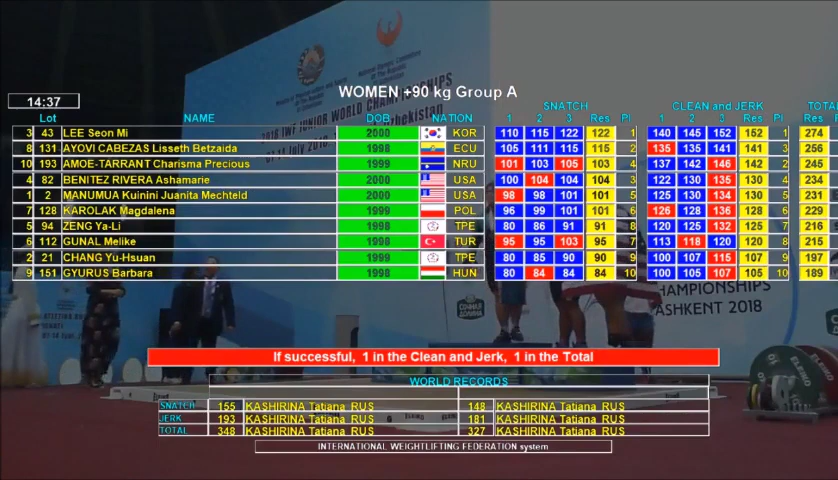 WOMEN +90 kg Group A
14:37
SNATCH CLEAN and JERK TOTAL
Lot NAME DOB NATION 1 2 3 Res Pl 1 2 3 Res Pl Res
3 43 LEE Seon Mi 2000 KOR 110 115 122 122 1 140 145 152 152 1 274
8 131 AYOVI CABEZAS Lisseth Betzaida 1998 ECU 105 111 115 115 2 135 135 141 141 3 256
10 193 AMOE-TARRANT Charisma Precious 1999 NRU 101 103 105 103 4 137 142 146 142 2 245
4 82 BENITEZ RIVERA Ashamarie 2000 USA 100 104 104 104 3 122 130 135 130 4 234
1 2 MANUMUA Kuinini Juanita Mechteld 2000 USA 98 98 101 101 5 125 130 134 130 5 231
7 128 KAROLAK Magdalena 1999 POL 96 99 101 101 6 126 128 136 128 6 229
5 94 ZENG Ya-Li 1999 TPE 80 86 91 91 8 120 125 132 125 7 216
6 112 GUNAL Melike 1998 TUR 95 95 103 95 7 113 118 120 120 8 215
2 21 CHANG Yu-Hsuan 1998 TPE 80 85 90 90 9 100 107 115 107 9 197
9 151 GYURUS Barbara 1998 HUN 80 84 84 84 10 100 105 107 105 10 189
CHAMPIONSHIPS
TASHKENT 2018
If successful, 1 in the Clean and Jerk, 1 in the Total
WORLD RECORDS
SNATCH 155 KASHIRINA Tatiana RUS 148 KASHIRINA Tatiana RUS
JERK 193 KASHIRINA Tatiana RUS 181 KASHIRINA Tatiana RUS
TOTAL 348 KASHIRINA Tatiana RUS 327 KASHIRINA Tatiana RUS
INTERNATIONAL WEIGHTLIFTING FEDERATION system